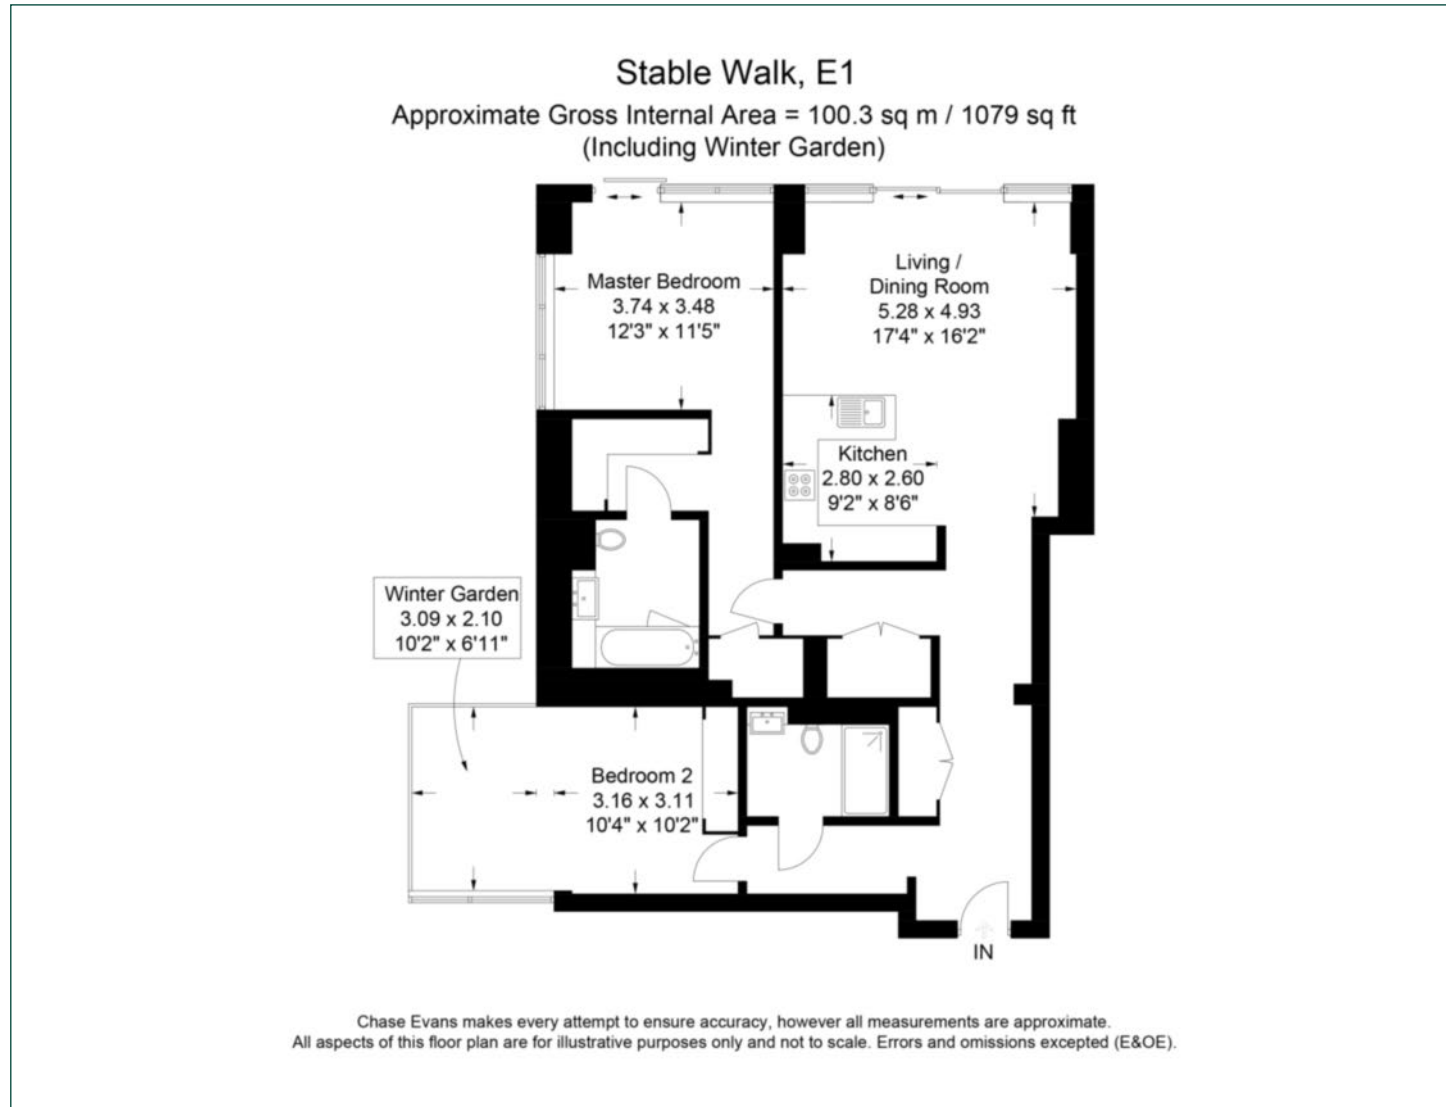 Stable Walk, E1
Approximate Gross Internal Area = 100.3 sq m / 1079 sq ft
(Including Winter Garden)
Master Bedroom
3.74 x 3.48
12'3" x 11'5"
Living /
Dining Room
5.28 x 4.93
17'4" x 16'2"
Kitchen
2.80 x 2.60
9'2" x 8'6"
Winter Garden
3.09 x 2.10
10'2" x 6'11"
Bedroom 2
3.16 x 3.11
10'4" x 10'2"
IN
Chase Evans makes every attempt to ensure accuracy, however all measurements are approximate.
All aspects of this floor plan are for illustrative purposes only and not to scale. Errors and omissions excepted (E&OE).